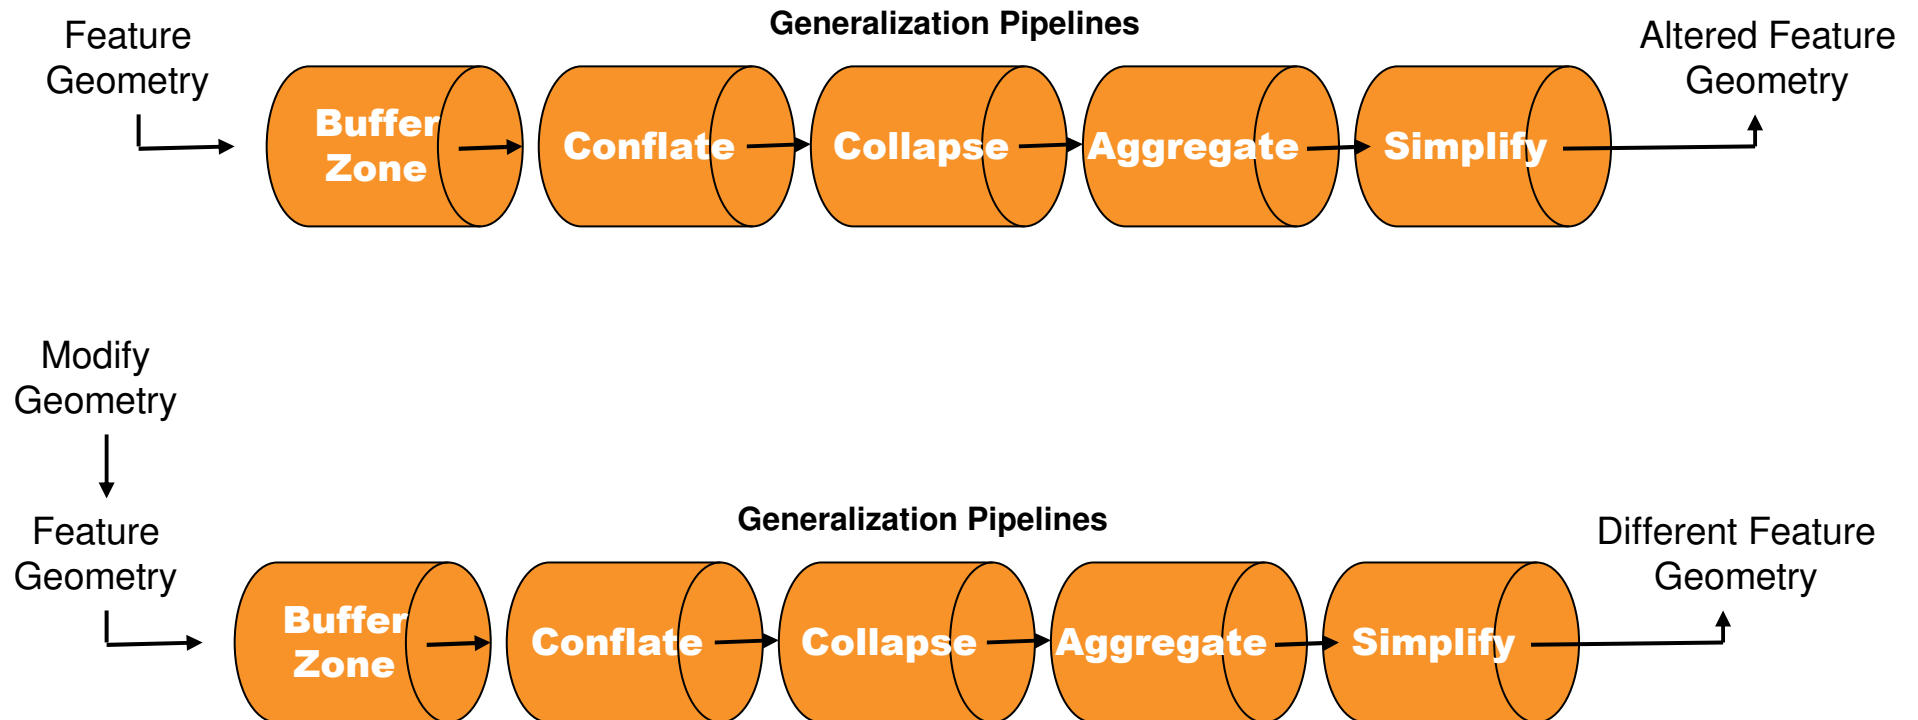 Generalization Pipelines
Feature
Geometry
Buffer
Zone
Conflate
Collapse
Aggregate
Simplify
Altered Feature
Geometry
Modify
Geometry
Feature
Geometry
Generalization Pipelines
Buffer
Zone
Conflate
Collapse
Aggregate
Simplify
Different Feature
Geometry